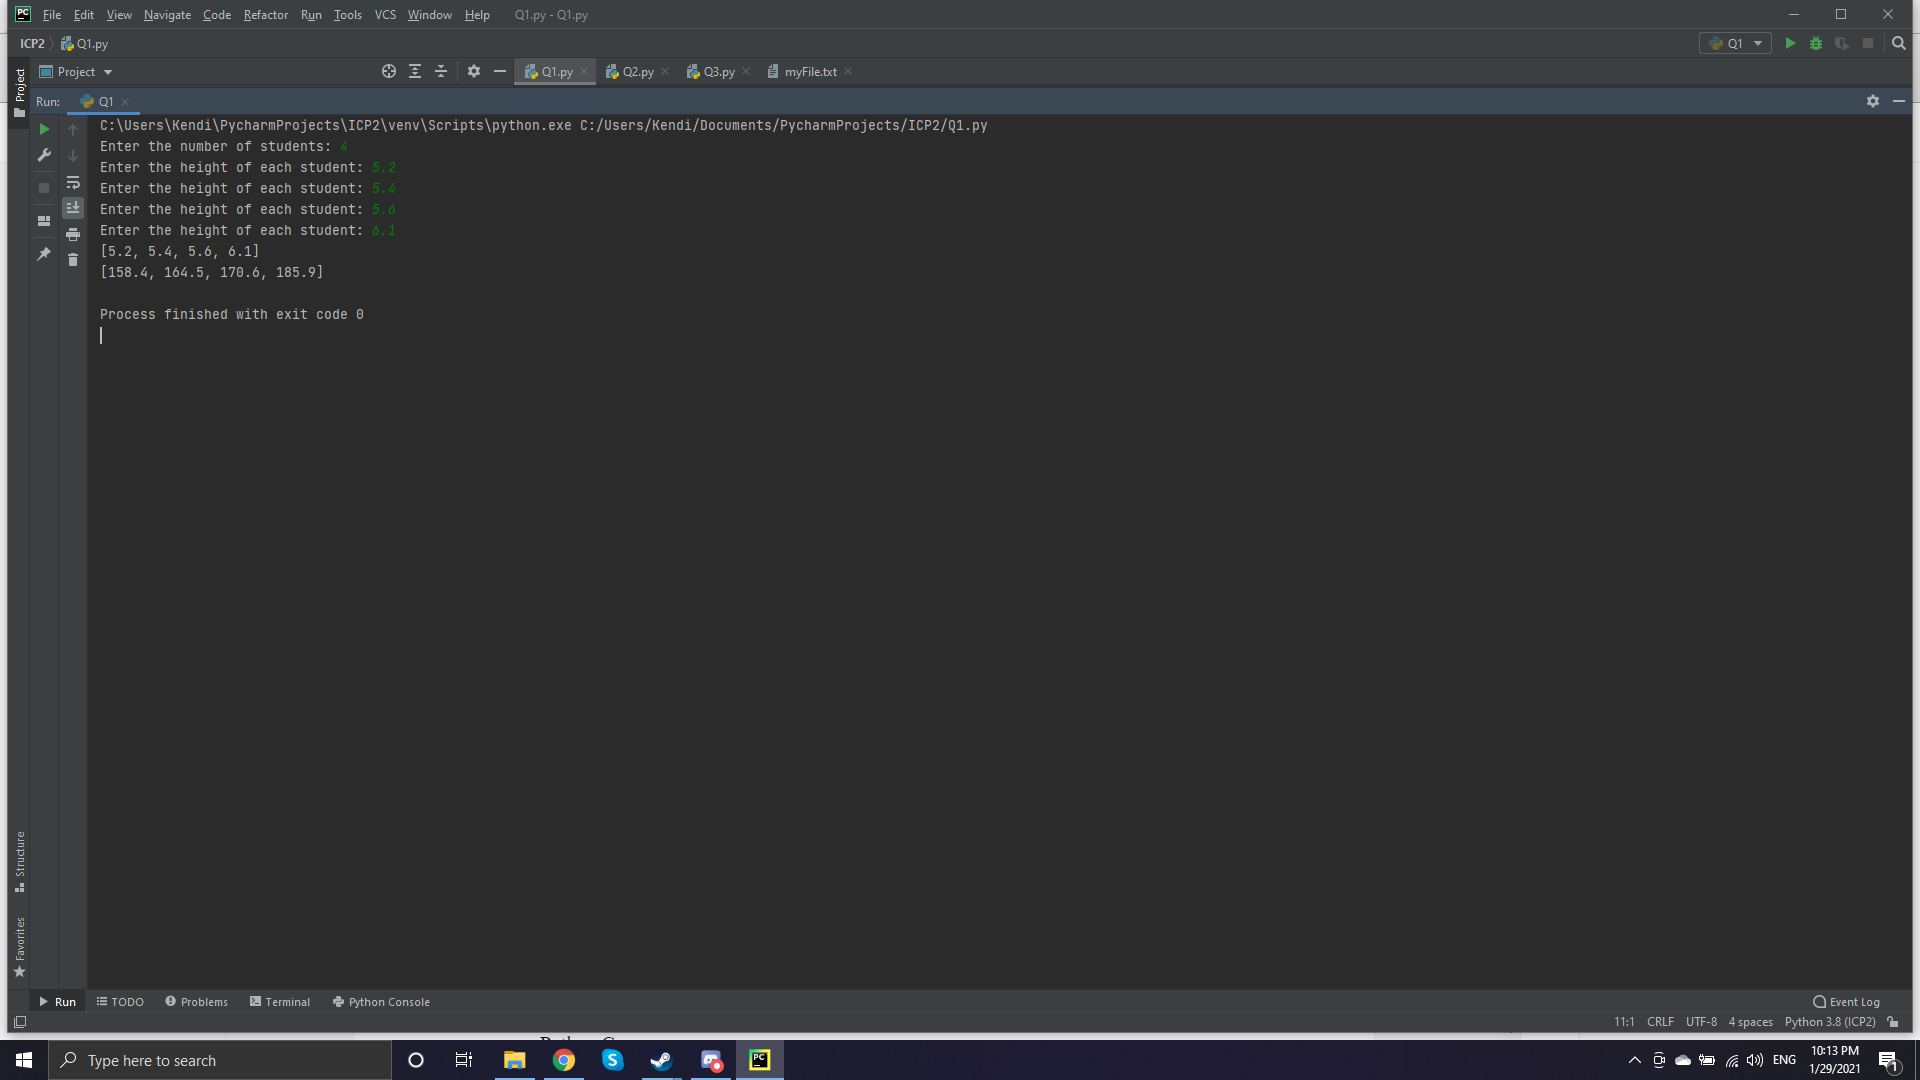 PC File Edit View Navigate Code Refactor Run Tools VCS Window Help Q1.py - Q1.py
ICP2 Q1.py Q1
Project Q1.py Q2.py Q3.py myFile.txt
Project
Run: Q1
C:\Users\Kendi\PycharmProjects\ICP2\venv\Scripts\python.exe C:/Users/Kendi/Documents/PycharmProjects/ICP2/Q1.py
Enter the number of students: 4
Enter the height of each student: 5.2
Enter the height of each student: 5.4
Enter the height of each student: 5.6
Enter the height of each student: 6.1
[5.2, 5.4, 5.6, 6.1]
[158.4, 164.5, 170.6, 185.9]
Process finished with exit code 0
Structure
Favorites
Run TODO Problems Terminal Python Console Event Log
11:1 CRLF UTF-8 4 spaces Python 3.8 (ICP2)
Type here to search S PC ENG 10:13 PM
1/29/2021 1